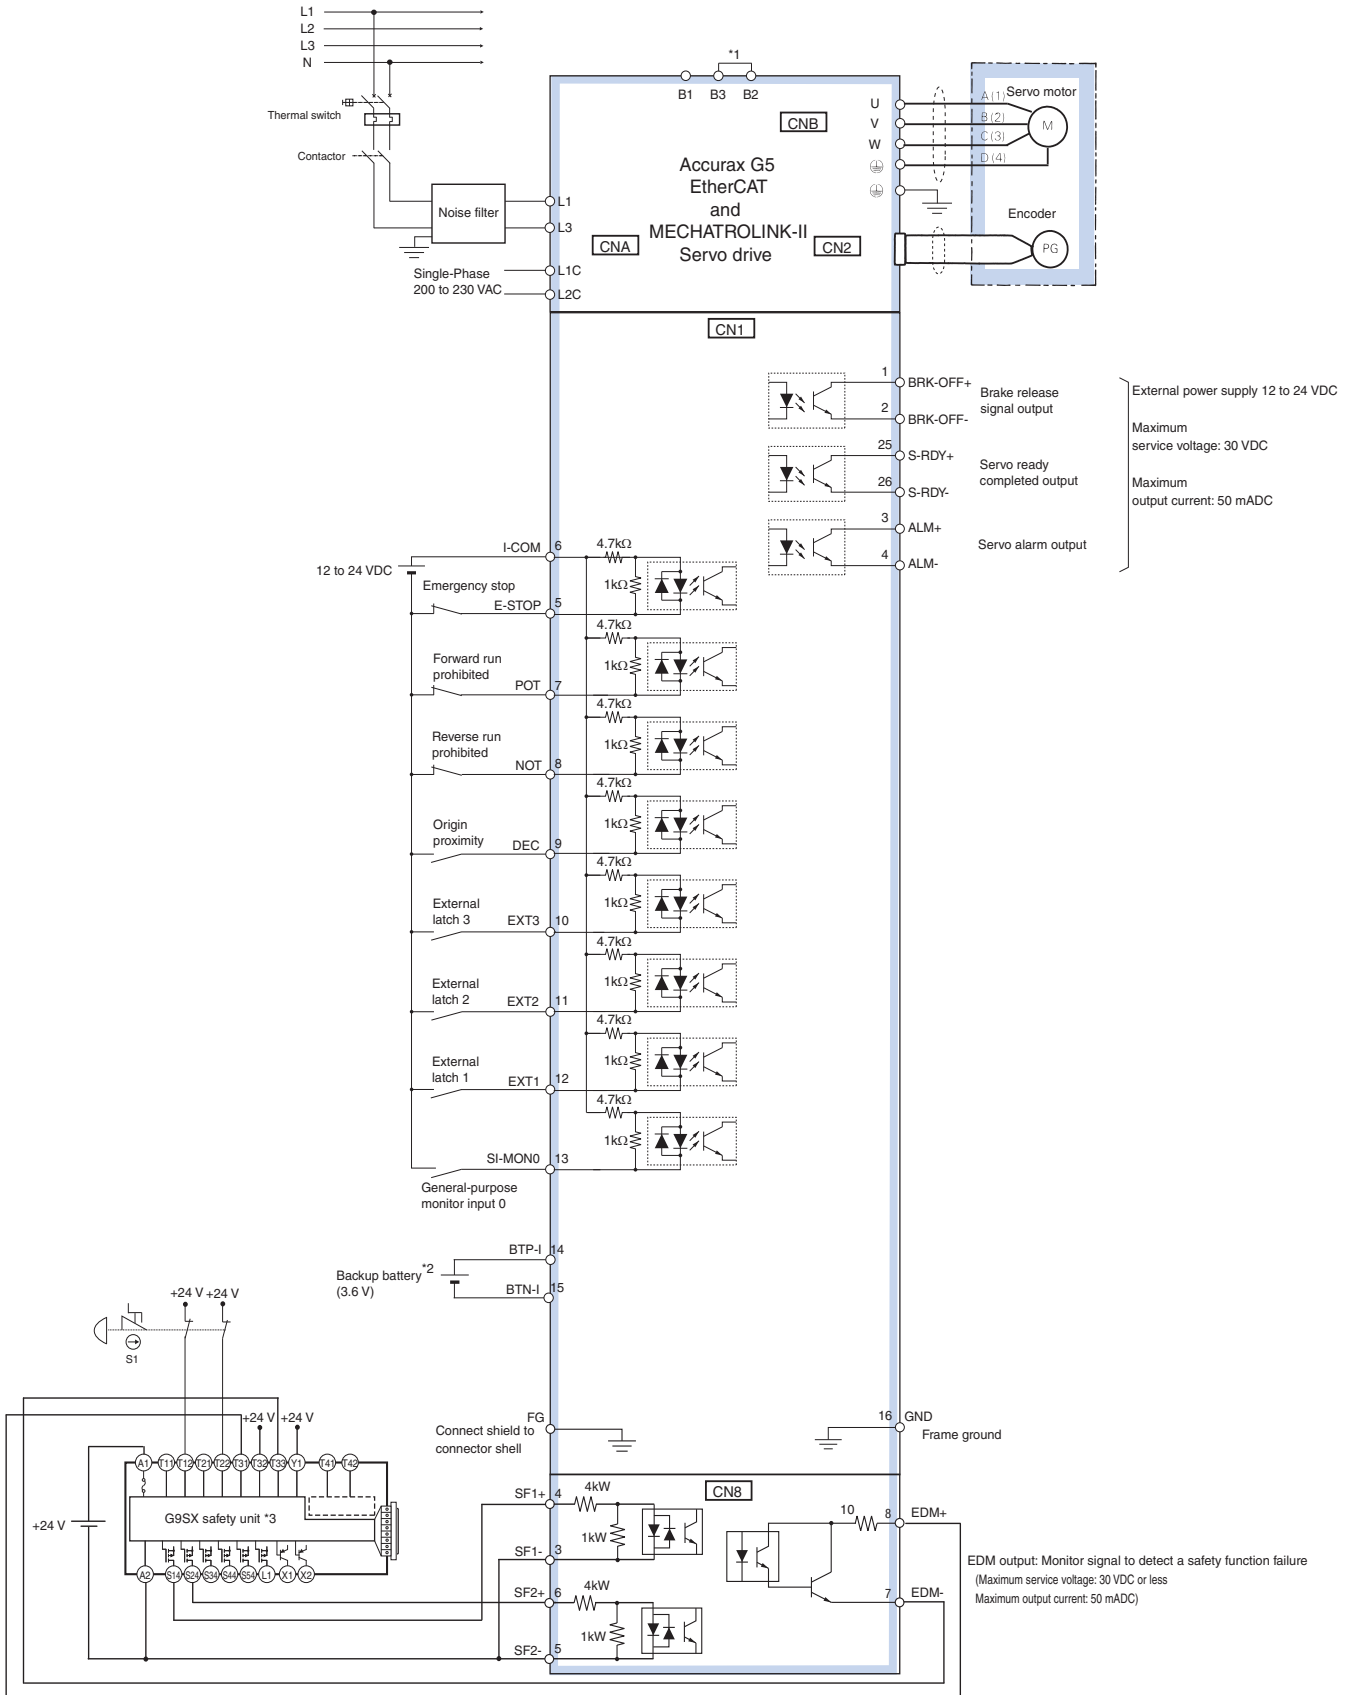 L1
L2
L3
N
Thermal switch
Contactor
Noise filter
*1
B1 B3 B2
CNB
Accurax G5
EtherCAT
and
MECHATROLINK-II
Servo drive
CNA
CN2
L1
L3
L1C
L2C
Single-Phase
200 to 230 VAC
U
V
W
A (1)
B (2)
C (3)
D (4)
Servo motor
M
Encoder
PG
CN1
1 BRK-OFF+
2 BRK-OFF-
Brake release
signal output
25 S-RDY+
26 S-RDY-
Servo ready
completed output
3 ALM+
4 ALM-
Servo alarm output
External power supply 12 to 24 VDC
Maximum
service voltage: 30 VDC
Maximum
output current: 50 mADC
12 to 24 VDC
I-COM 6
4.7kΩ
1kΩ
Emergency stop
E-STOP 5
4.7kΩ
1kΩ
Forward run
prohibited
POT 7
4.7kΩ
1kΩ
Reverse run
prohibited
NOT 8
4.7kΩ
1kΩ
Origin
proximity
DEC 9
4.7kΩ
1kΩ
External
latch 3
EXT3 10
4.7kΩ
1kΩ
External
latch 2
EXT2 11
4.7kΩ
1kΩ
External
latch 1
EXT1 12
4.7kΩ
1kΩ
SI-MON0 13
General-purpose
monitor input 0
BTP-I 14
Backup battery *2
(3.6 V)
BTN-I 15
+24 V +24 V
S1
+24 V +24 V
FG
Connect shield to
connector shell
16 GND
Frame ground
A1 T11 T12 T21 T22 T31 T32 T33 Y1 T41 T42
G9SX safety unit *3
+24 V
A2 S14 S24 S34 S44 S54 L1 X1 X2
CN8
SF1+ 4
4kW
1kW
SF1- 3
SF2+ 6
4kW
1kW
SF2- 5
10 8 EDM+
7 EDM-
EDM output: Monitor signal to detect a safety function failure
(Maximum service voltage: 30 VDC or less
Maximum output current: 50 mADC)